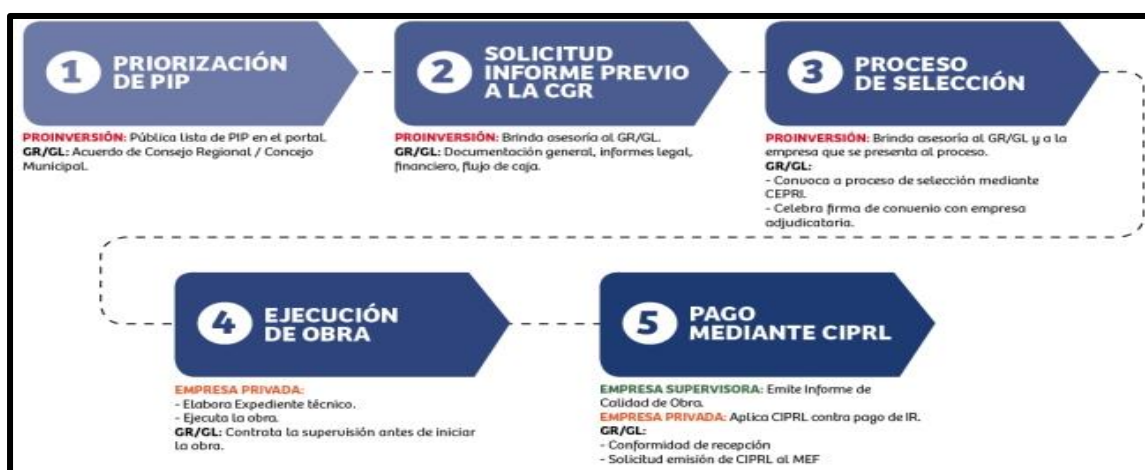 1 PRIORIZACIÓN
DE PIP
PROINVERSIÓN: Pública lista de PIP en el portal.
GR/GL: Acuerdo de Consejo Regional / Concejo
Municipal.
2 SOLICITUD
INFORME PREVIO
A LA CGR
PROINVERSIÓN: Brinda asesoría al GR/GL.
GR/GL: Documentación general, informes legal,
financiero, flujo de caja.
3 PROCESO
DE SELECCIÓN
PROINVERSIÓN: Brinda asesoría al GR/GL y a la
empresa que se presenta al proceso.
GR/GL:
- Convoca a proceso de selección mediante
CEPRI.
- Celebra firma de convenio con empresa
adjudicataria.
4 EJECUCIÓN
DE OBRA
EMPRESA PRIVADA:
- Elabora Expediente técnico.
- Ejecuta la obra.
GR/GL: Contrata la supervisión antes de iniciar
la obra.
5 PAGO
MEDIANTE CIPRL
EMPRESA SUPERVISORA: Emite Informe de
Calidad de Obra.
EMPRESA PRIVADA: Aplica CIPRL contra pago de IR.
GR/GL:
- Conformidad de recepción
- Solicitud emisión de CIPRL al MEF